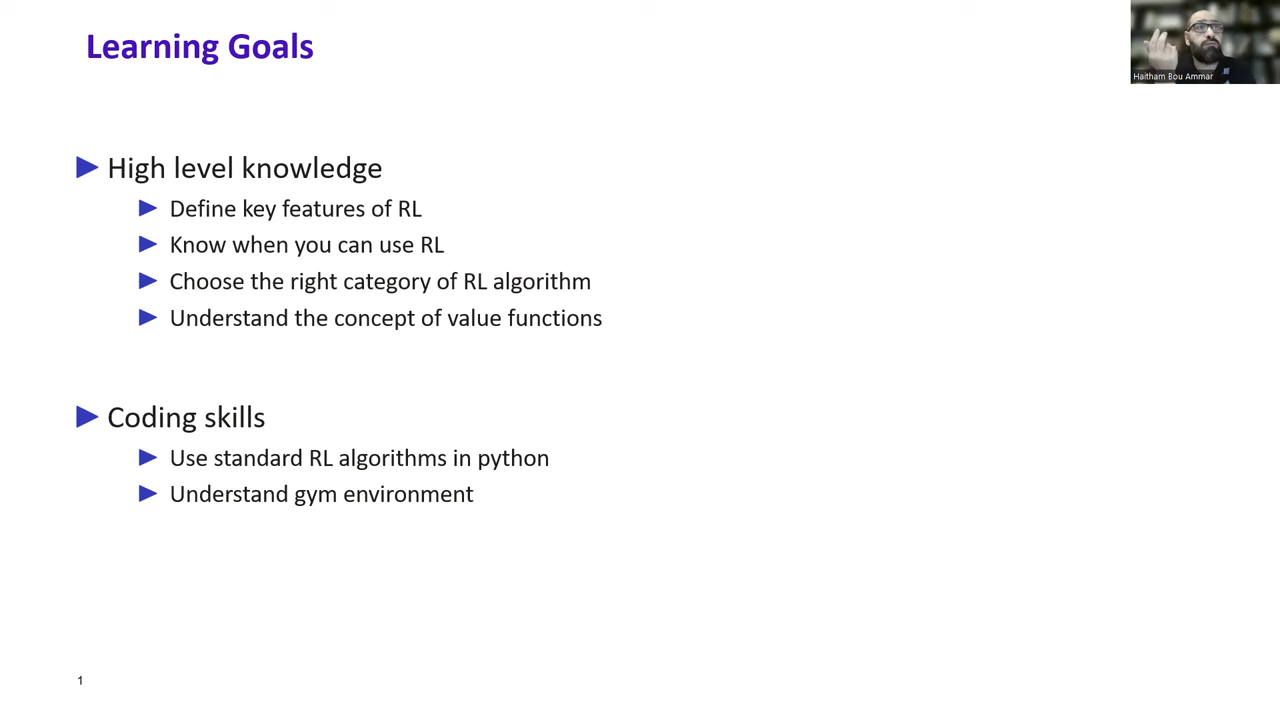 Learning Goals
Haitham Bou Ammar
High level knowledge
Define key features of RL
Know when you can use RL
Choose the right category of RL algorithm
Understand the concept of value functions
Coding skills
Use standard RL algorithms in python
Understand gym environment
1